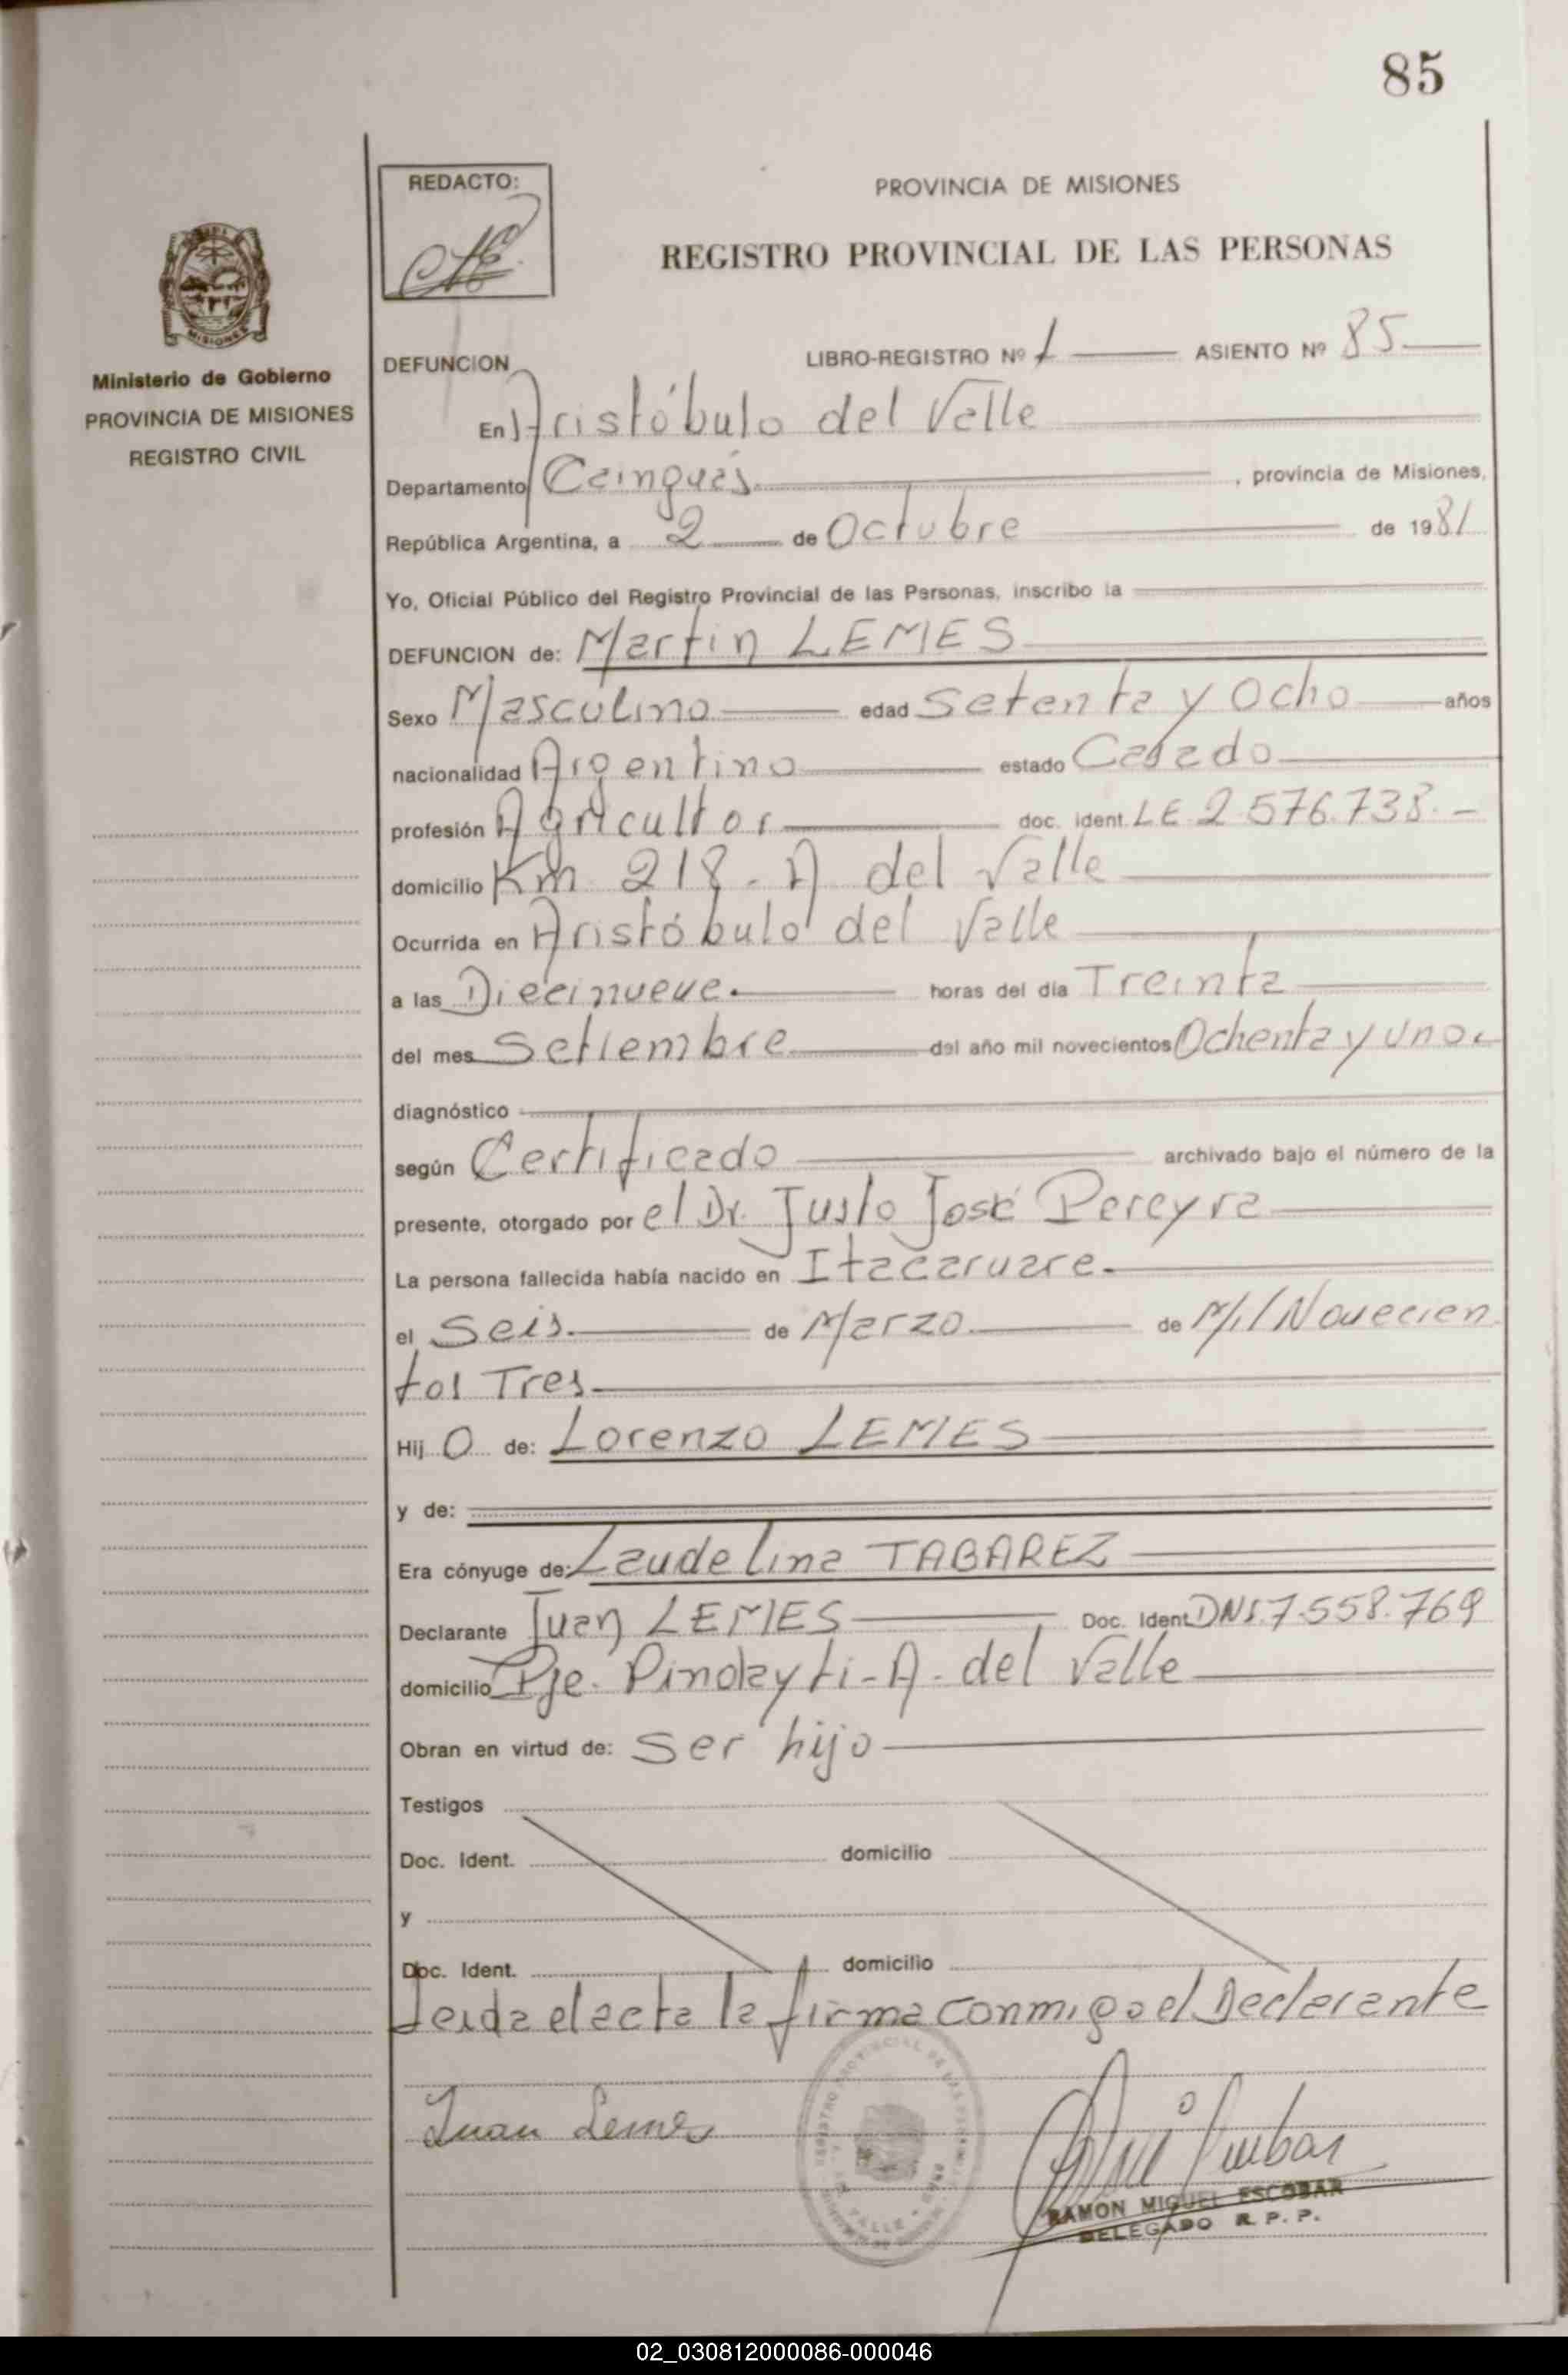 85
REDACTO:
PROVINCIA DE MISIONES
REGISTRO PROVINCIAL DE LAS PERSONAS
MISIONES
Ministerio de Gobierno
PROVINCIA DE MISIONES
REGISTRO CIVIL
DEFUNCION LIBRO-REGISTRO Nº 1 ASIENTO Nº 85
En Aristóbulo del Valle
Departamento Cainguás , provincia de Misiones,
República Argentina, a 2 de Octubre de 1981
Yo, Oficial Público del Registro Provincial de las Personas, inscribo la
DEFUNCION de: Martin LEMES
Sexo Masculino edad Setenta y Ocho años
nacionalidad Argentino estado Casado
profesión Agricultor doc. ident. LE 2.576.738.-
domicilio Km 218 - A del Valle
Ocurrida en Aristóbulo del Valle
a las Diecinueve. horas del día Treinta
del mes Setiembre del año mil novecientos Ochenta y uno.
diagnóstico
según Certificado archivado bajo el número de la
presente, otorgado por el Dr. Justo José Pereyra
La persona fallecida había nacido en Itacaruare.
el Seis. de Marzo de Mil Novecien
tos Tres
Hij o de: Lorenzo LEMES
y de:
Era cónyuge de: Laudelina TABAREZ
Declarante Juan LEMES Doc. Ident. DNI.7.558.769
domicilio Pje. Pindayti-A. del Valle
Obran en virtud de: Ser hijo
Testigos
Doc. Ident. domicilio
y
Doc. Ident. domicilio
Leida el acta la firma conmigo el Declarante
Juan Lemes
RAMON MIGUEL ESCOBAR
DELEGADO R. P. P.
02_030812000086-000046